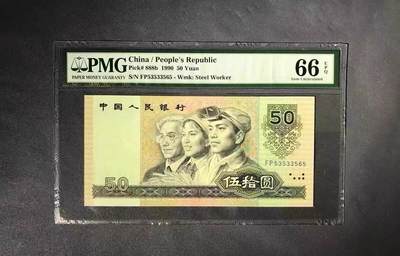 PMG
PAPER MONEY GUARANTY
China / People's Republic
Pick# 888b 1990 50 Yuan
S/N FP53533565 - Wmk: Steel Worker
66 EPQ
Gem Uncirculated
中国人民银行
50
FP53533565
50
伍拾圆